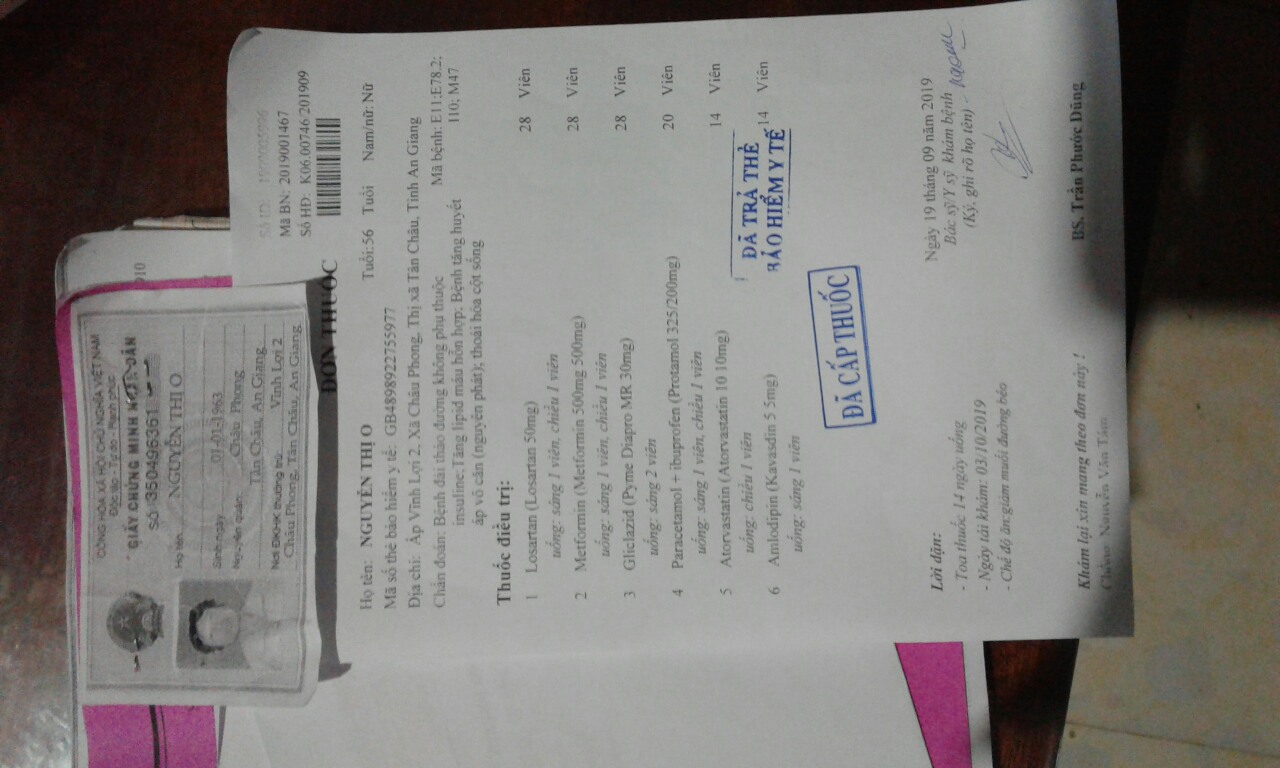 CỘNG HÒA XÃ HỘI CHỦ NGHĨA VIỆT NAM
Độc lập - Tự do - Hạnh phúc
GIẤY CHỨNG MINH NHÂN DÂN
SỐ 350496361
Họ tên: NGUYỄN THỊ O
Sinh ngày 01-01-1963
Nguyên quán: Châu Phong
Tân Châu, An Giang
Nơi ĐKHK thường trú: Vĩnh Lợi 2
Châu Phong, Tân Châu, An Giang
910
Số ID:
Mã BN: 2019001467
Số HĐ: K06.00746/201909
ĐƠN THUỐC
Họ tên: NGUYỄN THỊ O Tuổi: 56 Tuổi Nam/nữ: Nữ
Mã số thẻ bảo hiểm y tế: GB4898922755977
Địa chỉ: Ấp Vĩnh Lợi 2, Xã Châu Phong, Thị xã Tân Châu, Tỉnh An Giang
Chẩn đoán: Bệnh đái tháo đường không phụ thuộc Mã bệnh: E11;E78.2;
insuline;Tăng lipid máu hỗn hợp; Bệnh tăng huyết I10; M47
áp vô căn (nguyên phát); thoái hóa cột sống
Thuốc điều trị:
1 Losartan (Losartan 50mg) 28 Viên
uống: sáng 1 viên, chiều 1 viên
2 Metformin (Metformin 500mg 500mg) 28 Viên
uống: sáng 1 viên, chiều 1 viên
3 Gliclazid (Pyme Diapro MR 30mg) 28 Viên
uống: sáng 2 viên
4 Paracetamol + ibuprofen (Protamol 325/200mg) 20 Viên
uống: sáng 1 viên, chiều 1 viên
5 Atorvastatin (Atorvastatin 10 10mg) 14 Viên
uống: chiều 1 viên
6 Amlodipin (Kavasdin 5 5mg) 14 Viên
uống: sáng 1 viên
ĐÃ TRẢ THẺ
BẢO HIỂM Y TẾ
ĐÃ CẤP THUỐC
Ngày 19 tháng 09 năm 2019
Bác sỹ/Y sỹ khám bệnh
(Ký, ghi rõ họ tên)
Lời dặn:
- Toa thuốc 14 ngày uống
- Ngày tái khám: 03/10/2019
- Chế độ ăn:giảm muối đường béo
Khám lại xin mang theo đơn này !
BS. Trần Phước Dũng
Chồng: Nguyễn Văn Tám